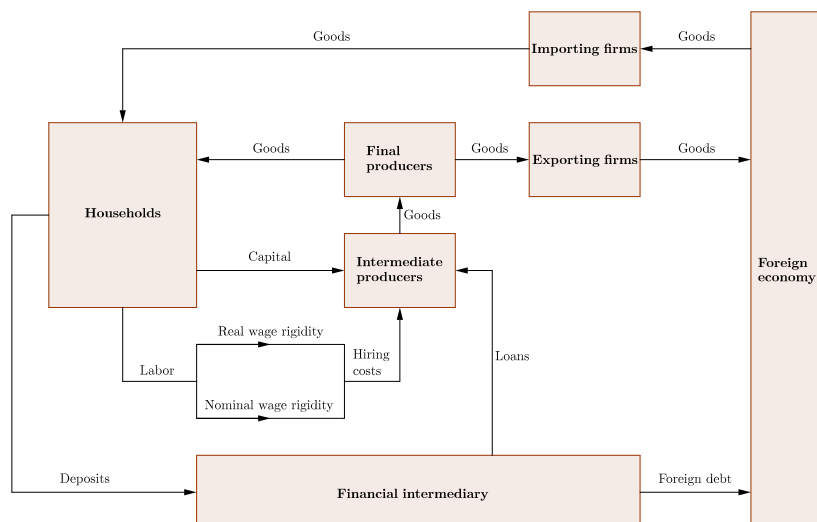 Goods
Goods
Importing firms
Goods
Final
producers
Goods
Exporting firms
Goods
Households
Goods
Capital
Intermediate
producers
Foreign
economy
Real wage rigidity
Labor
Hiring
costs
Loans
Nominal wage rigidity
Deposits
Financial intermediary
Foreign debt